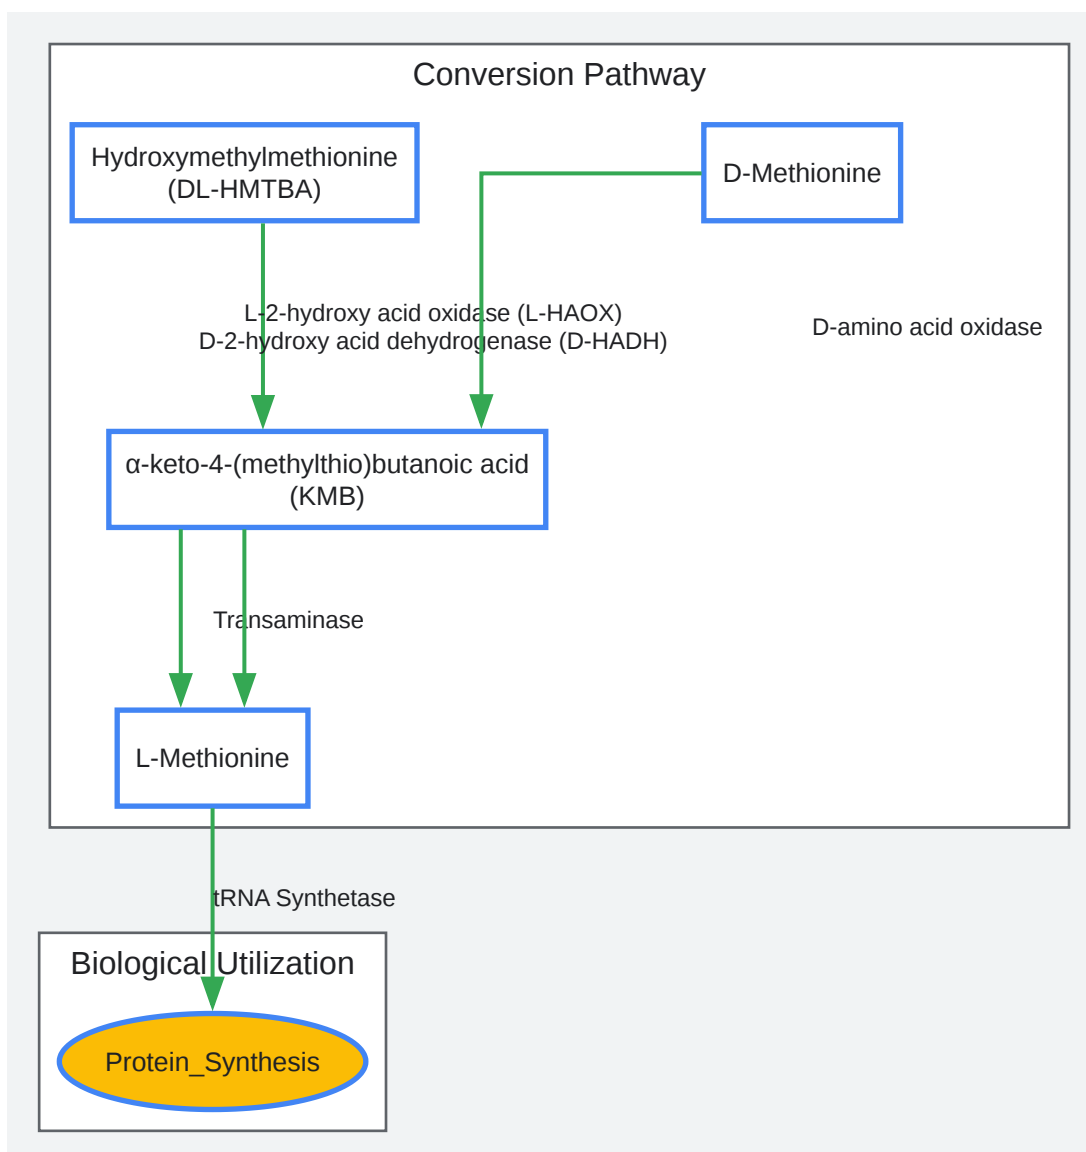 Conversion Pathway
Hydroxymethylmethionine
(DL-HMTBA)
D-Methionine
L-2-hydroxy acid oxidase (L-HAOX)
D-2-hydroxy acid dehydrogenase (D-HADH)
D-amino acid oxidase
α-keto-4-(methylthio)butanoic acid
(KMB)
Transaminase
L-Methionine
tRNA Synthetase
Biological Utilization
Protein_Synthesis